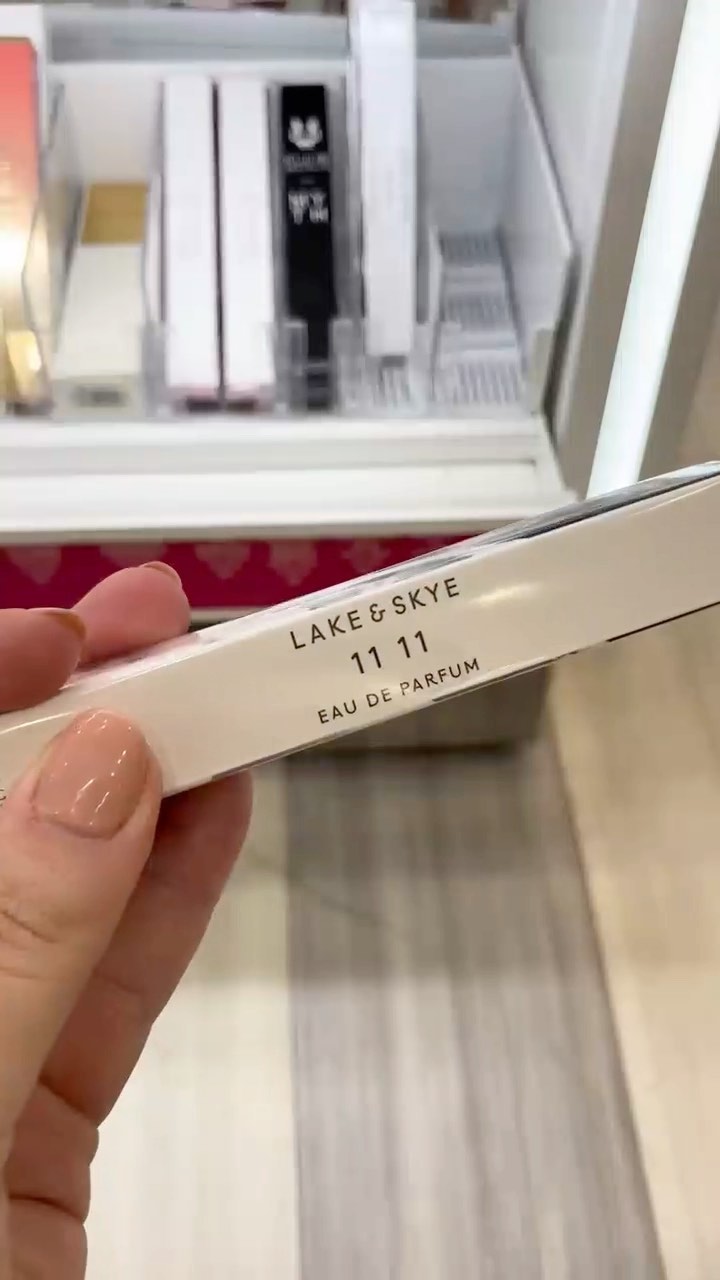 LAKE & SKYE
11 11
EAU DE PARFUM